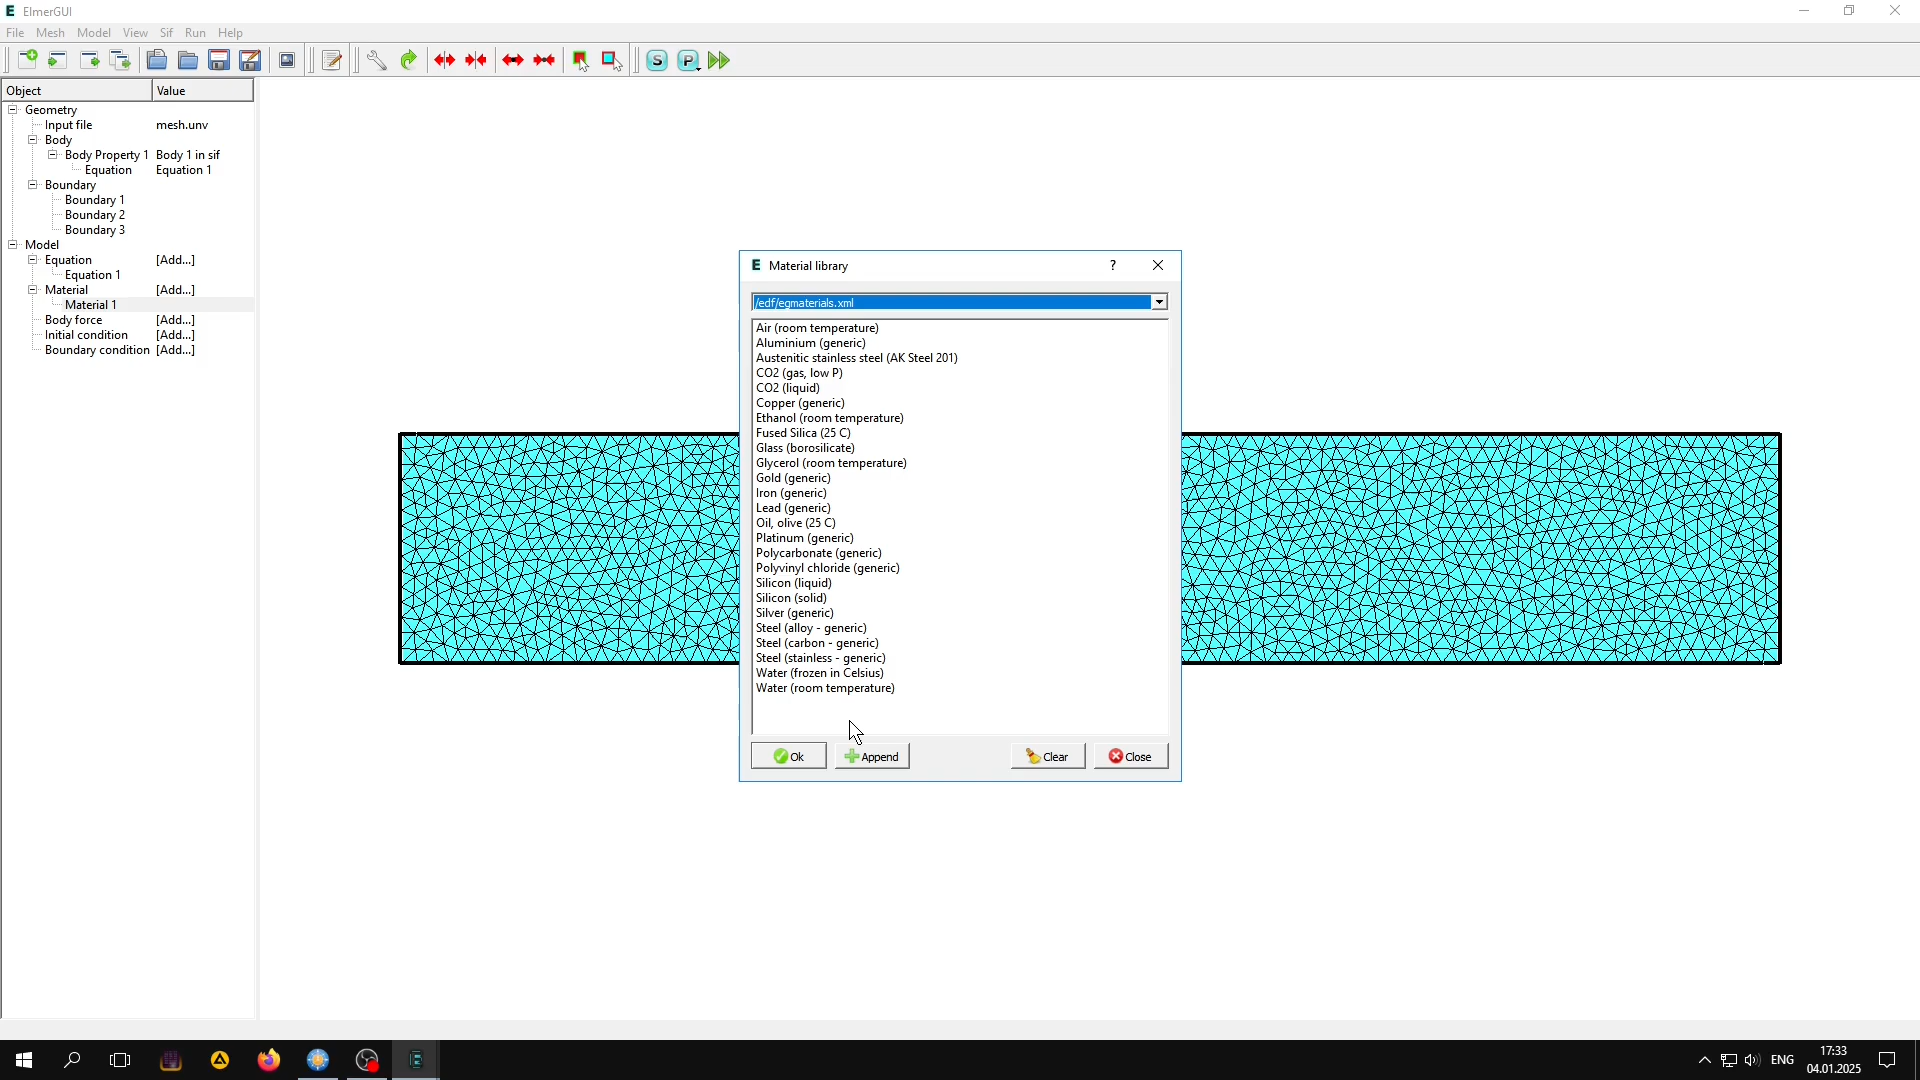 ElmerGUI
File Mesh Model View Sif Run Help
S P
Object Value
Geometry
Input file mesh.unv
Body
Body Property 1 Body 1 in sif
Equation Equation 1
Boundary
Boundary 1
Boundary 2
Boundary 3
Model
Equation [Add...]
Equation 1
Material [Add...]
Material 1
Body force [Add...]
Initial condition [Add...]
Boundary condition [Add...]
Material library
/edf/egmaterials.xml
Air (room temperature)
Aluminium (generic)
Austenitic stainless steel (AK Steel 201)
CO2 (gas, low P)
CO2 (liquid)
Copper (generic)
Ethanol (room temperature)
Fused Silica (25 C)
Glass (borosilicate)
Glycerol (room temperature)
Gold (generic)
Iron (generic)
Lead (generic)
Oil, olive (25 C)
Platinum (generic)
Polycarbonate (generic)
Polyvinyl chloride (generic)
Silicon (liquid)
Silicon (solid)
Silver (generic)
Steel (alloy - generic)
Steel (carbon - generic)
Steel (stainless - generic)
Water (frozen in Celsius)
Water (room temperature)
Ok Append Clear Close
ENG
17:33
04.01.2025